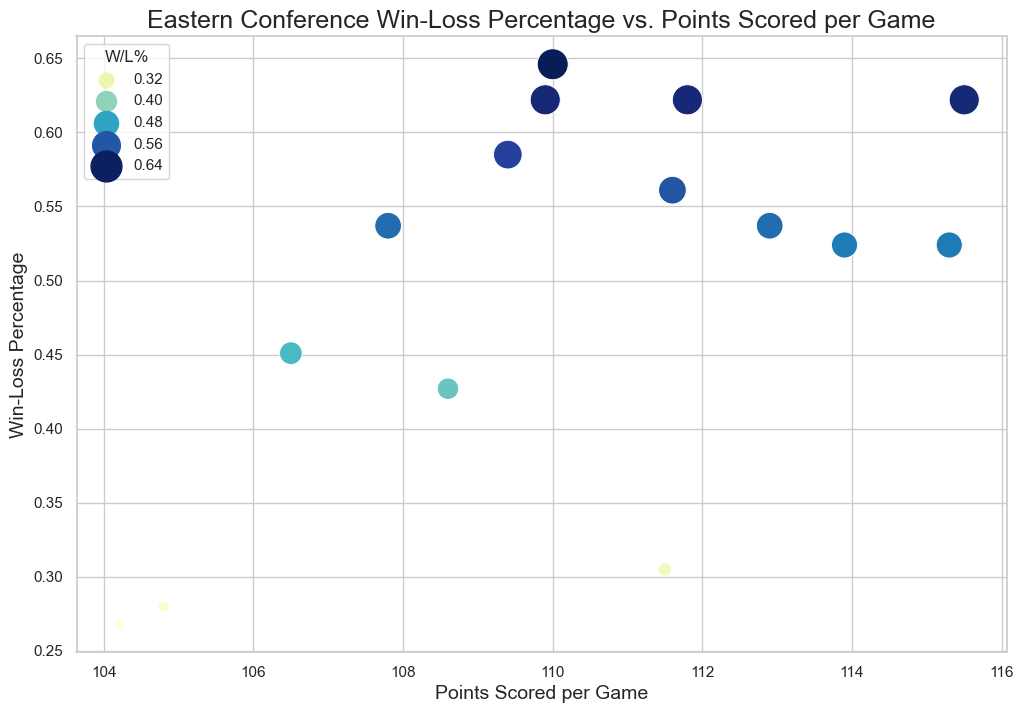 Eastern Conference Win-Loss Percentage vs. Points Scored per Game
W/L%
0.32
0.40
0.48
0.56
0.64
Win-Loss Percentage
0.65
0.60
0.55
0.50
0.45
0.40
0.35
0.30
0.25
104 106 108 110 112 114 116
Points Scored per Game